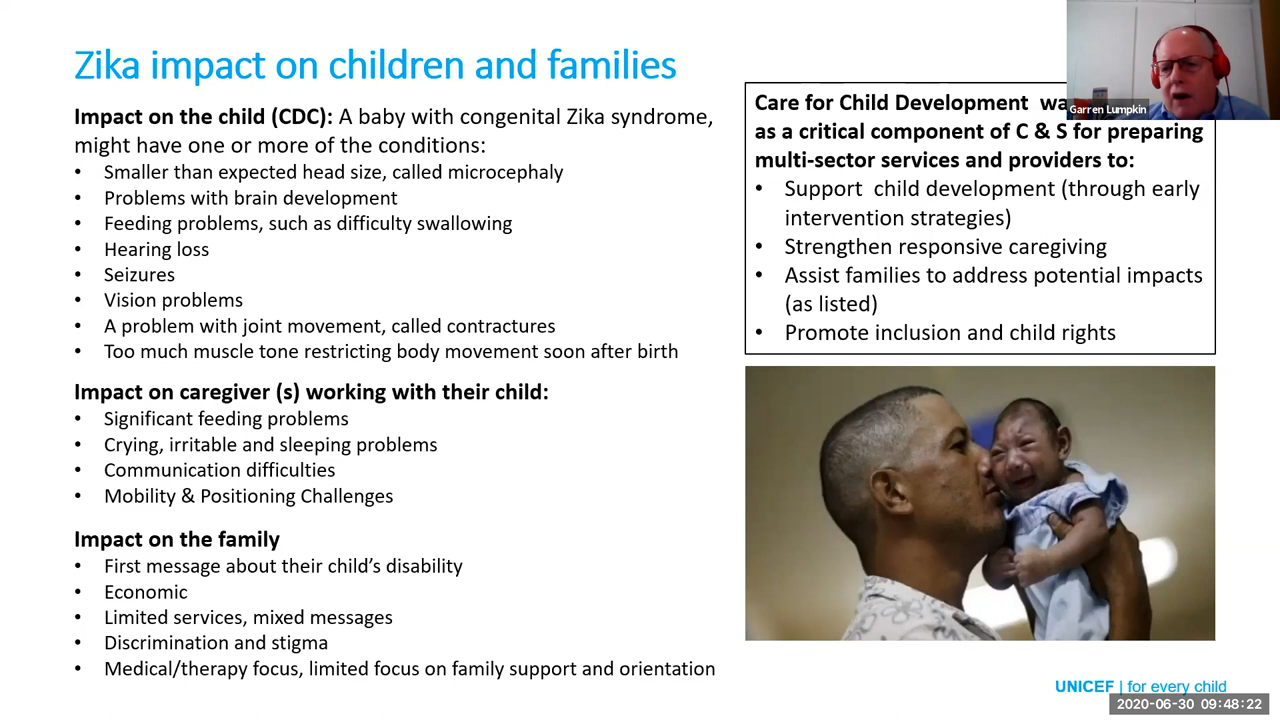 Zika impact on children and families
Impact on the child (CDC): A baby with congenital Zika syndrome,
might have one or more of the conditions:
• Smaller than expected head size, called microcephaly
• Problems with brain development
• Feeding problems, such as difficulty swallowing
• Hearing loss
• Seizures
• Vision problems
• A problem with joint movement, called contractures
• Too much muscle tone restricting body movement soon after birth
Impact on caregiver (s) working with their child:
• Significant feeding problems
• Crying, irritable and sleeping problems
• Communication difficulties
• Mobility & Positioning Challenges
Impact on the family
• First message about their child’s disability
• Economic
• Limited services, mixed messages
• Discrimination and stigma
• Medical/therapy focus, limited focus on family support and orientation
Care for Child Development
as a critical component of C & S for preparing
multi-sector services and providers to:
• Support child development (through early
intervention strategies)
• Strengthen responsive caregiving
• Assist families to address potential impacts
(as listed)
• Promote inclusion and child rights
Garren Lumpkin
UNICEF | for every child
2020-06-30 09:48:22